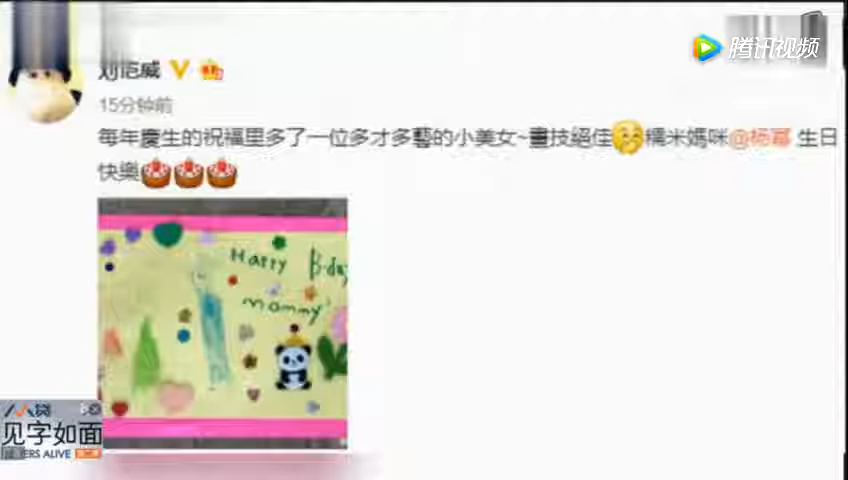 腾讯视频
刘恺威
15分钟前
每年慶生的祝福里多了一位多才多藝的小美女~畫技絕佳糯米媽咪@杨幂 生日
快樂
Happy B-day
mommy
见字如面
ERS ALIVE